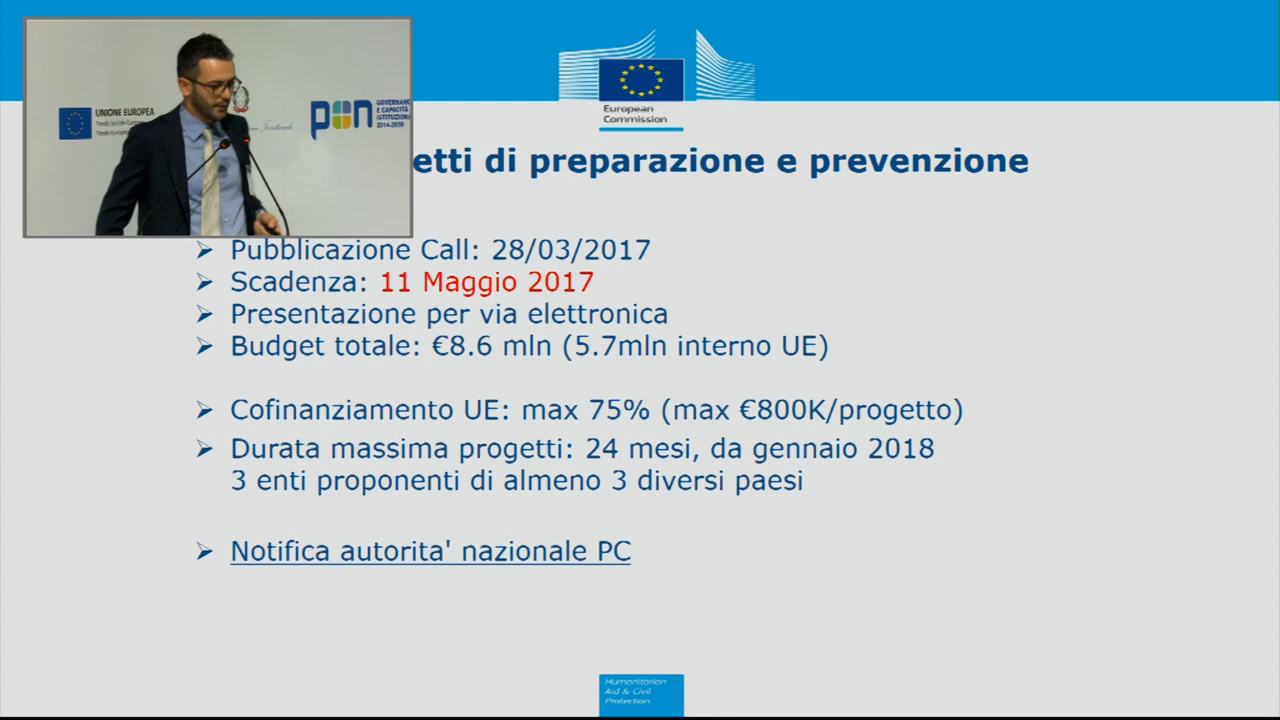 UNIONE EUROPEA
Fondo Sociale Europeo
pon
GOVERNANC
E CAPACITÀ
ISTITUZIONA
2014-2020
European
Commission
etti di preparazione e prevenzione
➢ Pubblicazione Call: 28/03/2017
➢ Scadenza: 11 Maggio 2017
➢ Presentazione per via elettronica
➢ Budget totale: €8.6 mln (5.7mln interno UE)
➢ Cofinanziamento UE: max 75% (max €800K/progetto)
➢ Durata massima progetti: 24 mesi, da gennaio 2018
3 enti proponenti di almeno 3 diversi paesi
➢ Notifica autorita' nazionale PC
Humanitarian
Aid & Civil
Protection